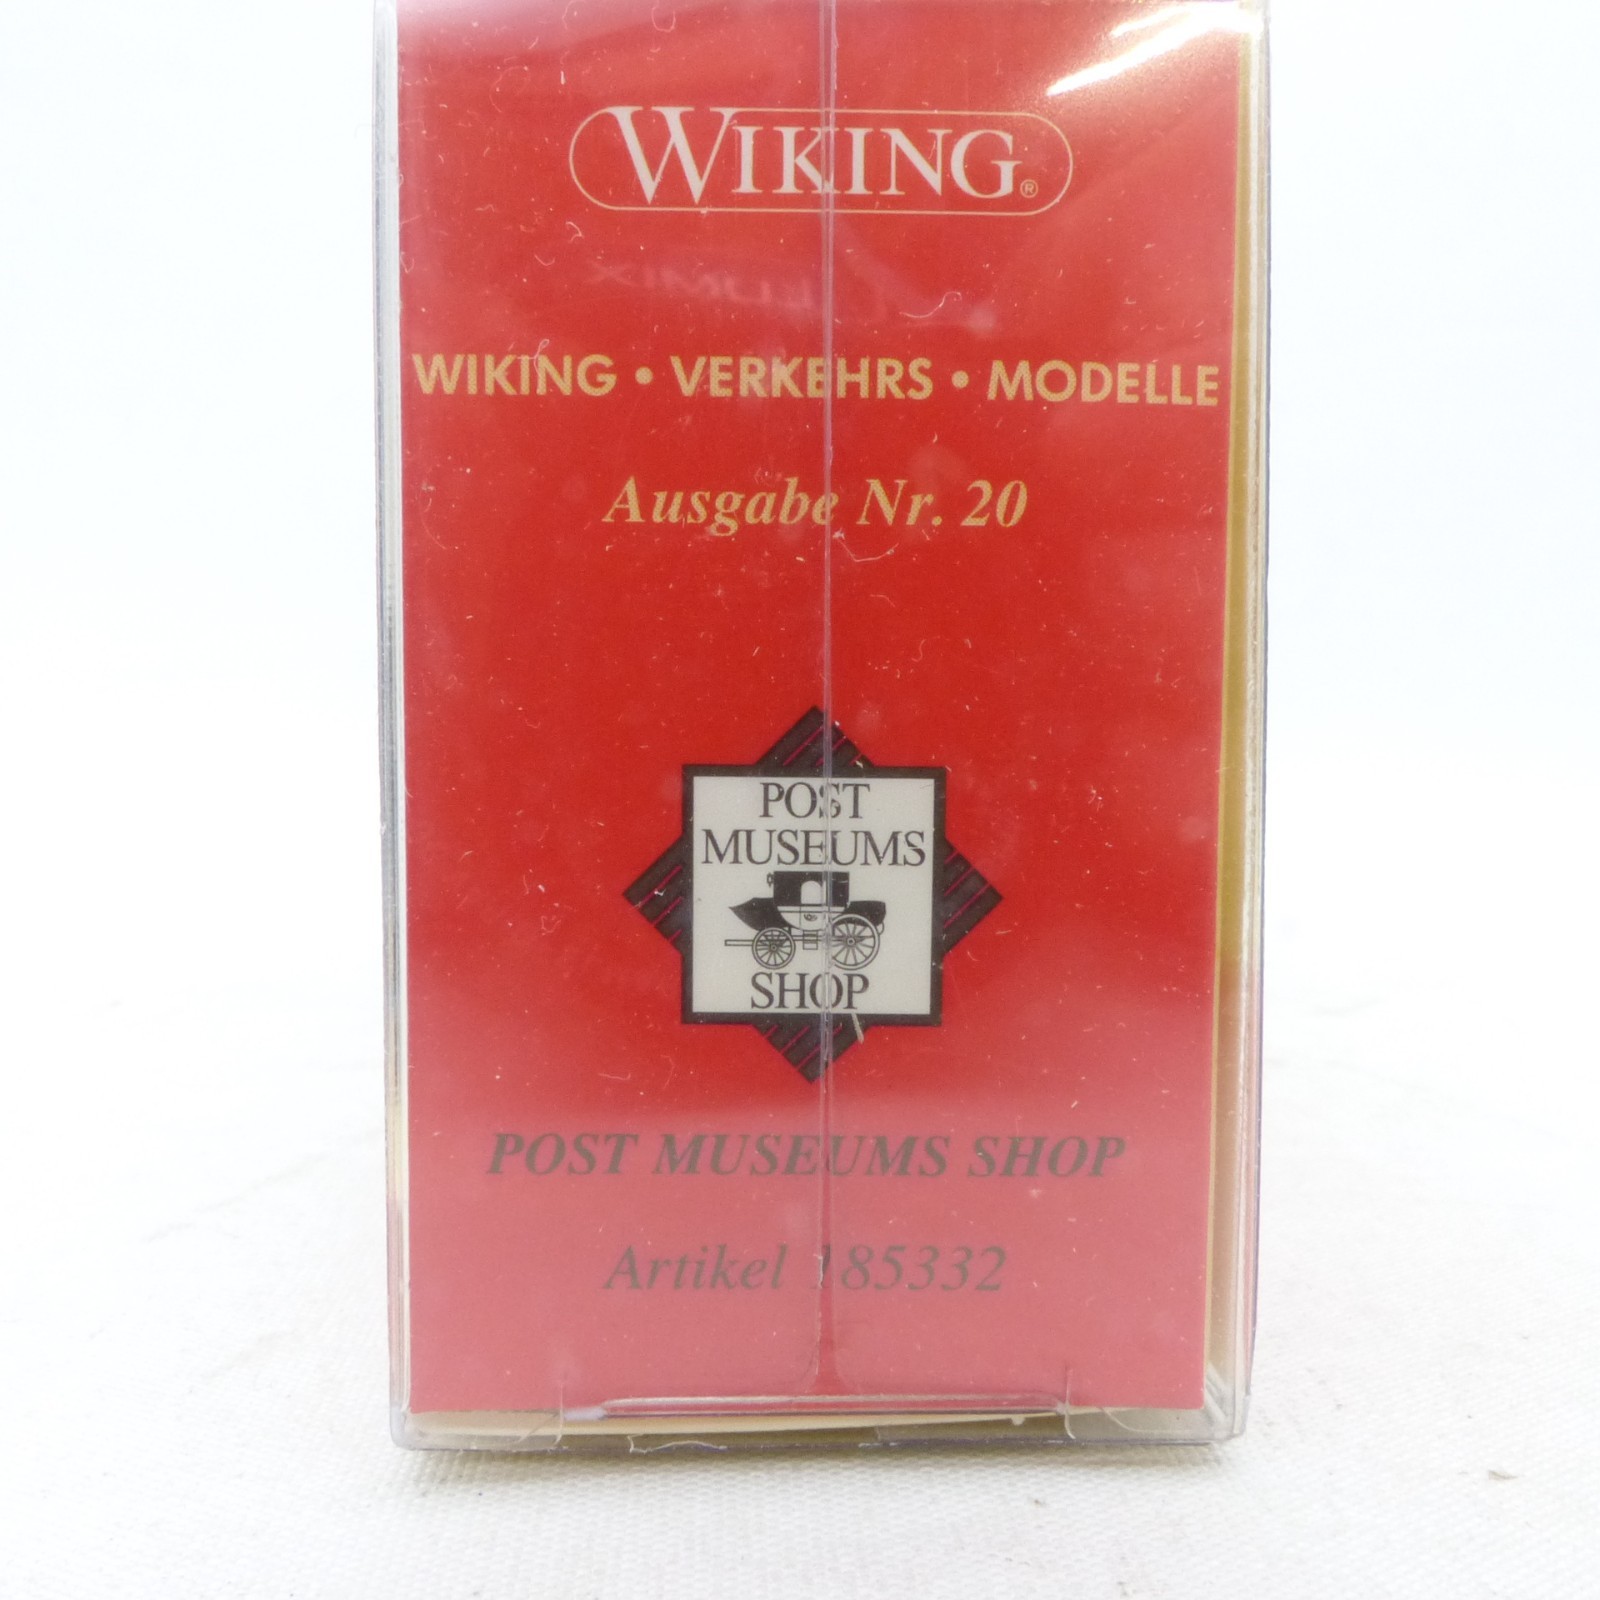 WIKING®
WIKING • VERKEHRS • MODELLE
Ausgabe Nr. 20
POST
MUSEUMS
SHOP
POST MUSEUMS SHOP
Artikel 185332